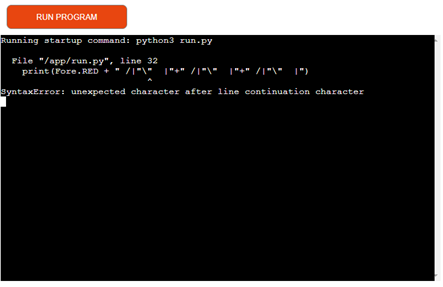 RUN PROGRAM
Running startup command: python3 run.py
File "/app/run.py", line 32
print(Fore.RED + " /|"\"  |"+" /|"\"  |"+" /|"\"  |")
^
SyntaxError: unexpected character after line continuation character